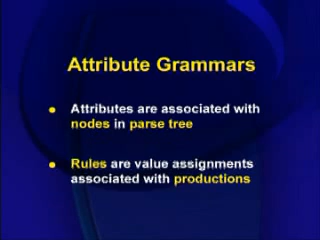 Attribute Grammars
Attributes are associated with
nodes in parse tree
Rules are value assignments
associated with productions